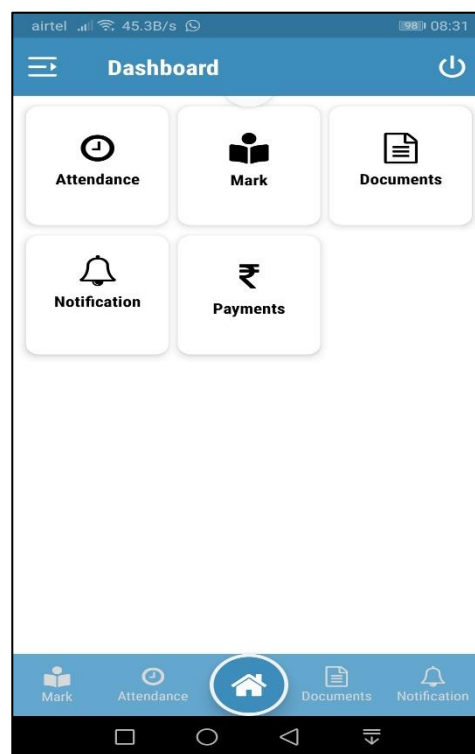 airtel 45.3B/s 98 08:31
Dashboard
Attendance Mark Documents
Notification Payments
Mark Attendance Documents Notification